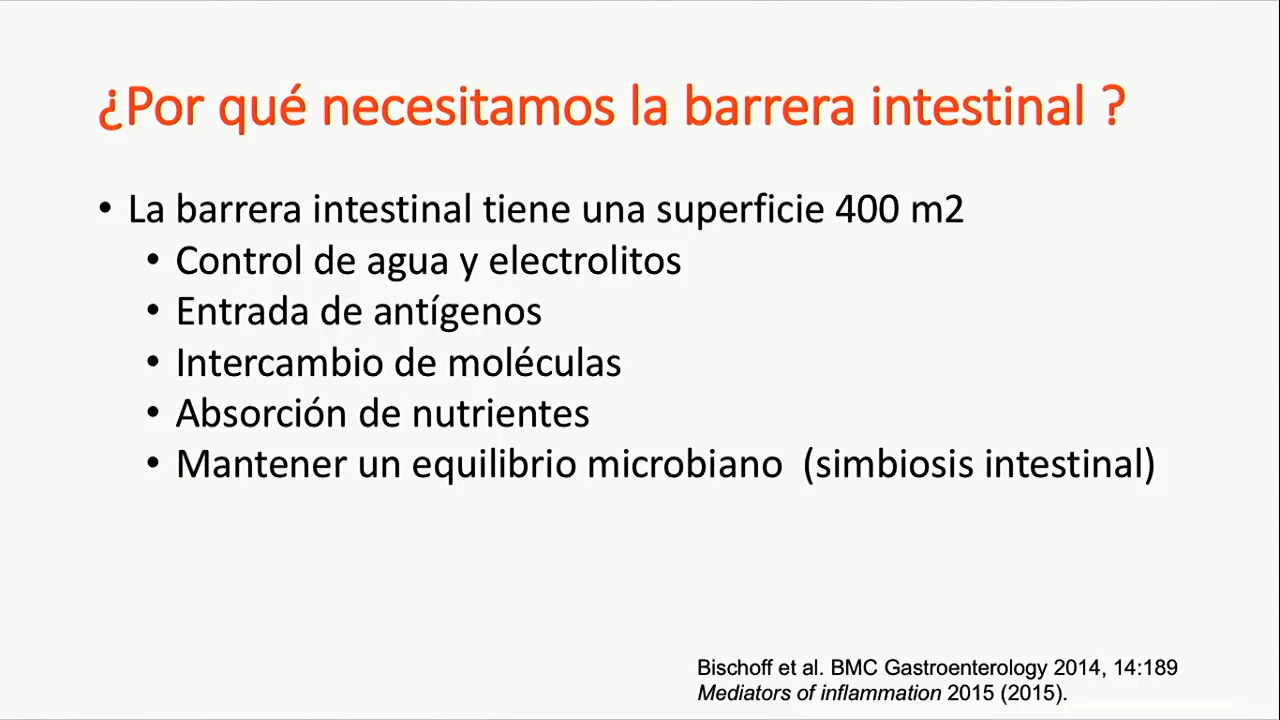 ¿Por qué necesitamos la barrera intestinal ?
• La barrera intestinal tiene una superficie 400 m2
• Control de agua y electrolitos
• Entrada de antígenos
• Intercambio de moléculas
• Absorción de nutrientes
• Mantener un equilibrio microbiano (simbiosis intestinal)
Bischoff et al. BMC Gastroenterology 2014, 14:189
Mediators of inflammation 2015 (2015).